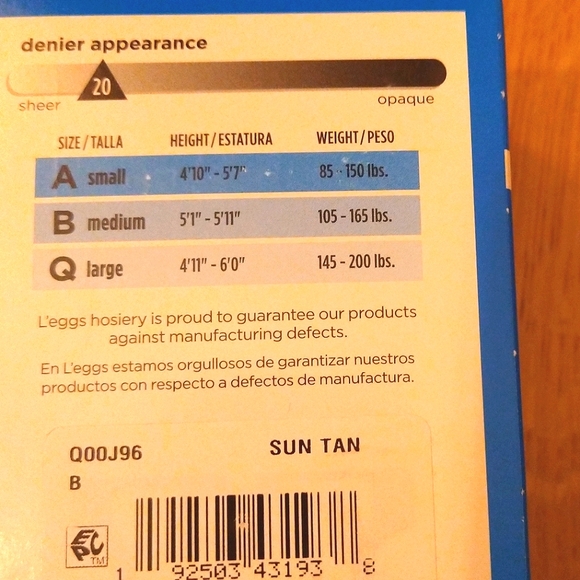 denier appearance
20
sheer opaque
SIZE/TALLA HEIGHT/ESTATURA WEIGHT/PESO
A small 4'10" - 5'7" 85 - 150 lbs.
B medium 5'1" - 5'11" 105 - 165 lbs.
Q large 4'11" - 6'0" 145 - 200 lbs.
L'eggs hosiery is proud to guarantee our products
against manufacturing defects.
En L'eggs estamos orgullosos de garantizar nuestros
productos con respecto a defectos de manufactura.
Q00J96 SUN TAN
B
EPC TM
1 92503 43193 8